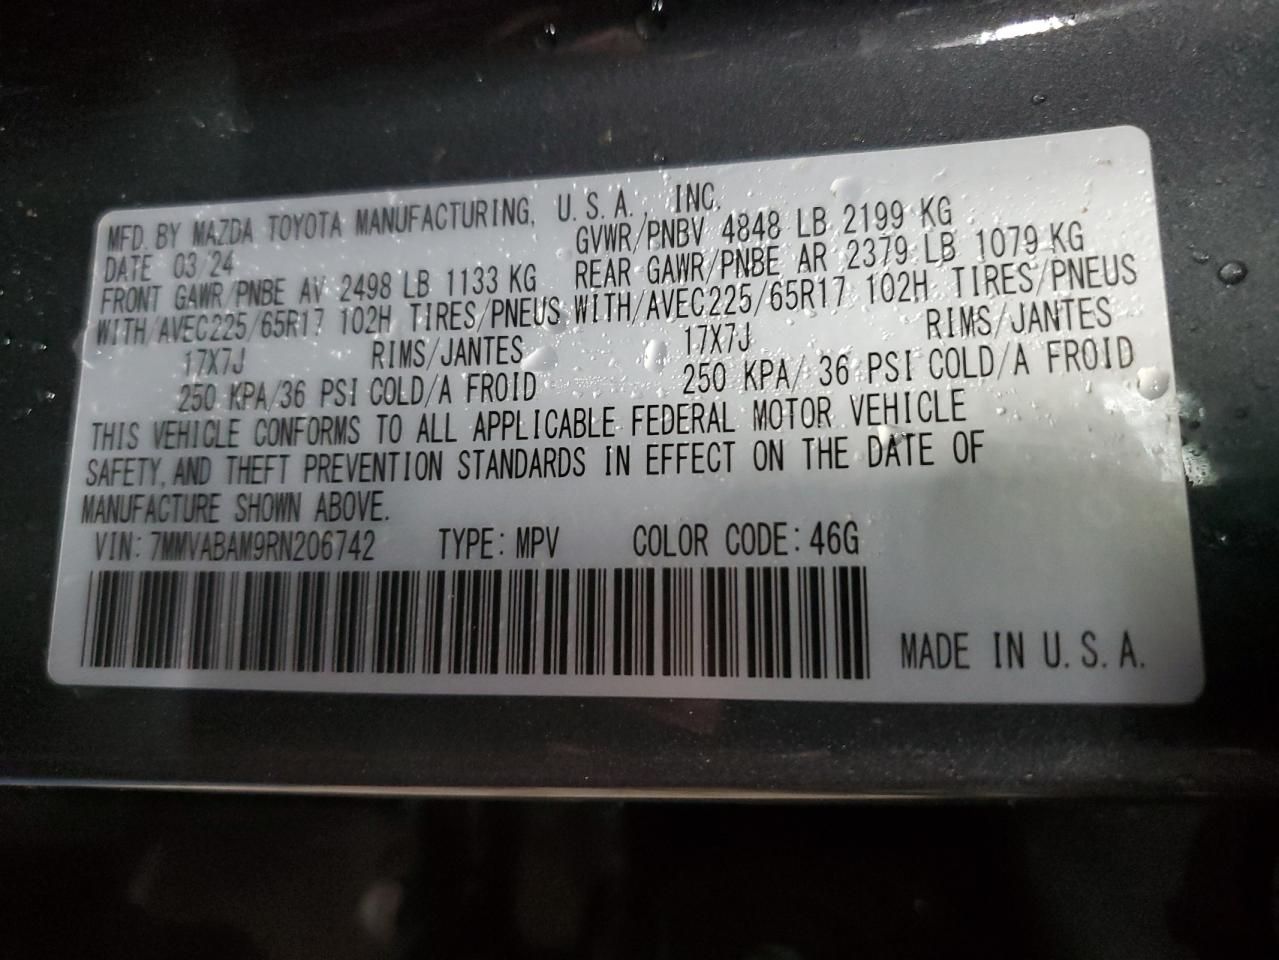 MFD. BY MAZDA TOYOTA MANUFACTURING, U.S.A. INC.
DATE 03/24 GVWR/PNBV 4848 LB 2199 KG
FRONT GAWR/PNBE AV 2498 LB 1133 KG REAR GAWR/PNBE AR 2379 LB 1079 KG
WITH/AVEC225/65R17 102H TIRES/PNEUS WITH/AVEC225/65R17 102H TIRES/PNEUS
17X7J RIMS/JANTES 17X7J RIMS/JANTES
250 KPA/36 PSI COLD/A FROID 250 KPA/ 36 PSI COLD/A FROID
THIS VEHICLE CONFORMS TO ALL APPLICABLE FEDERAL MOTOR VEHICLE
SAFETY, AND THEFT PREVENTION STANDARDS IN EFFECT ON THE DATE OF
MANUFACTURE SHOWN ABOVE.
VIN: 7MMVABAM9RN206742 TYPE: MPV COLOR CODE: 46G
MADE IN U.S.A.